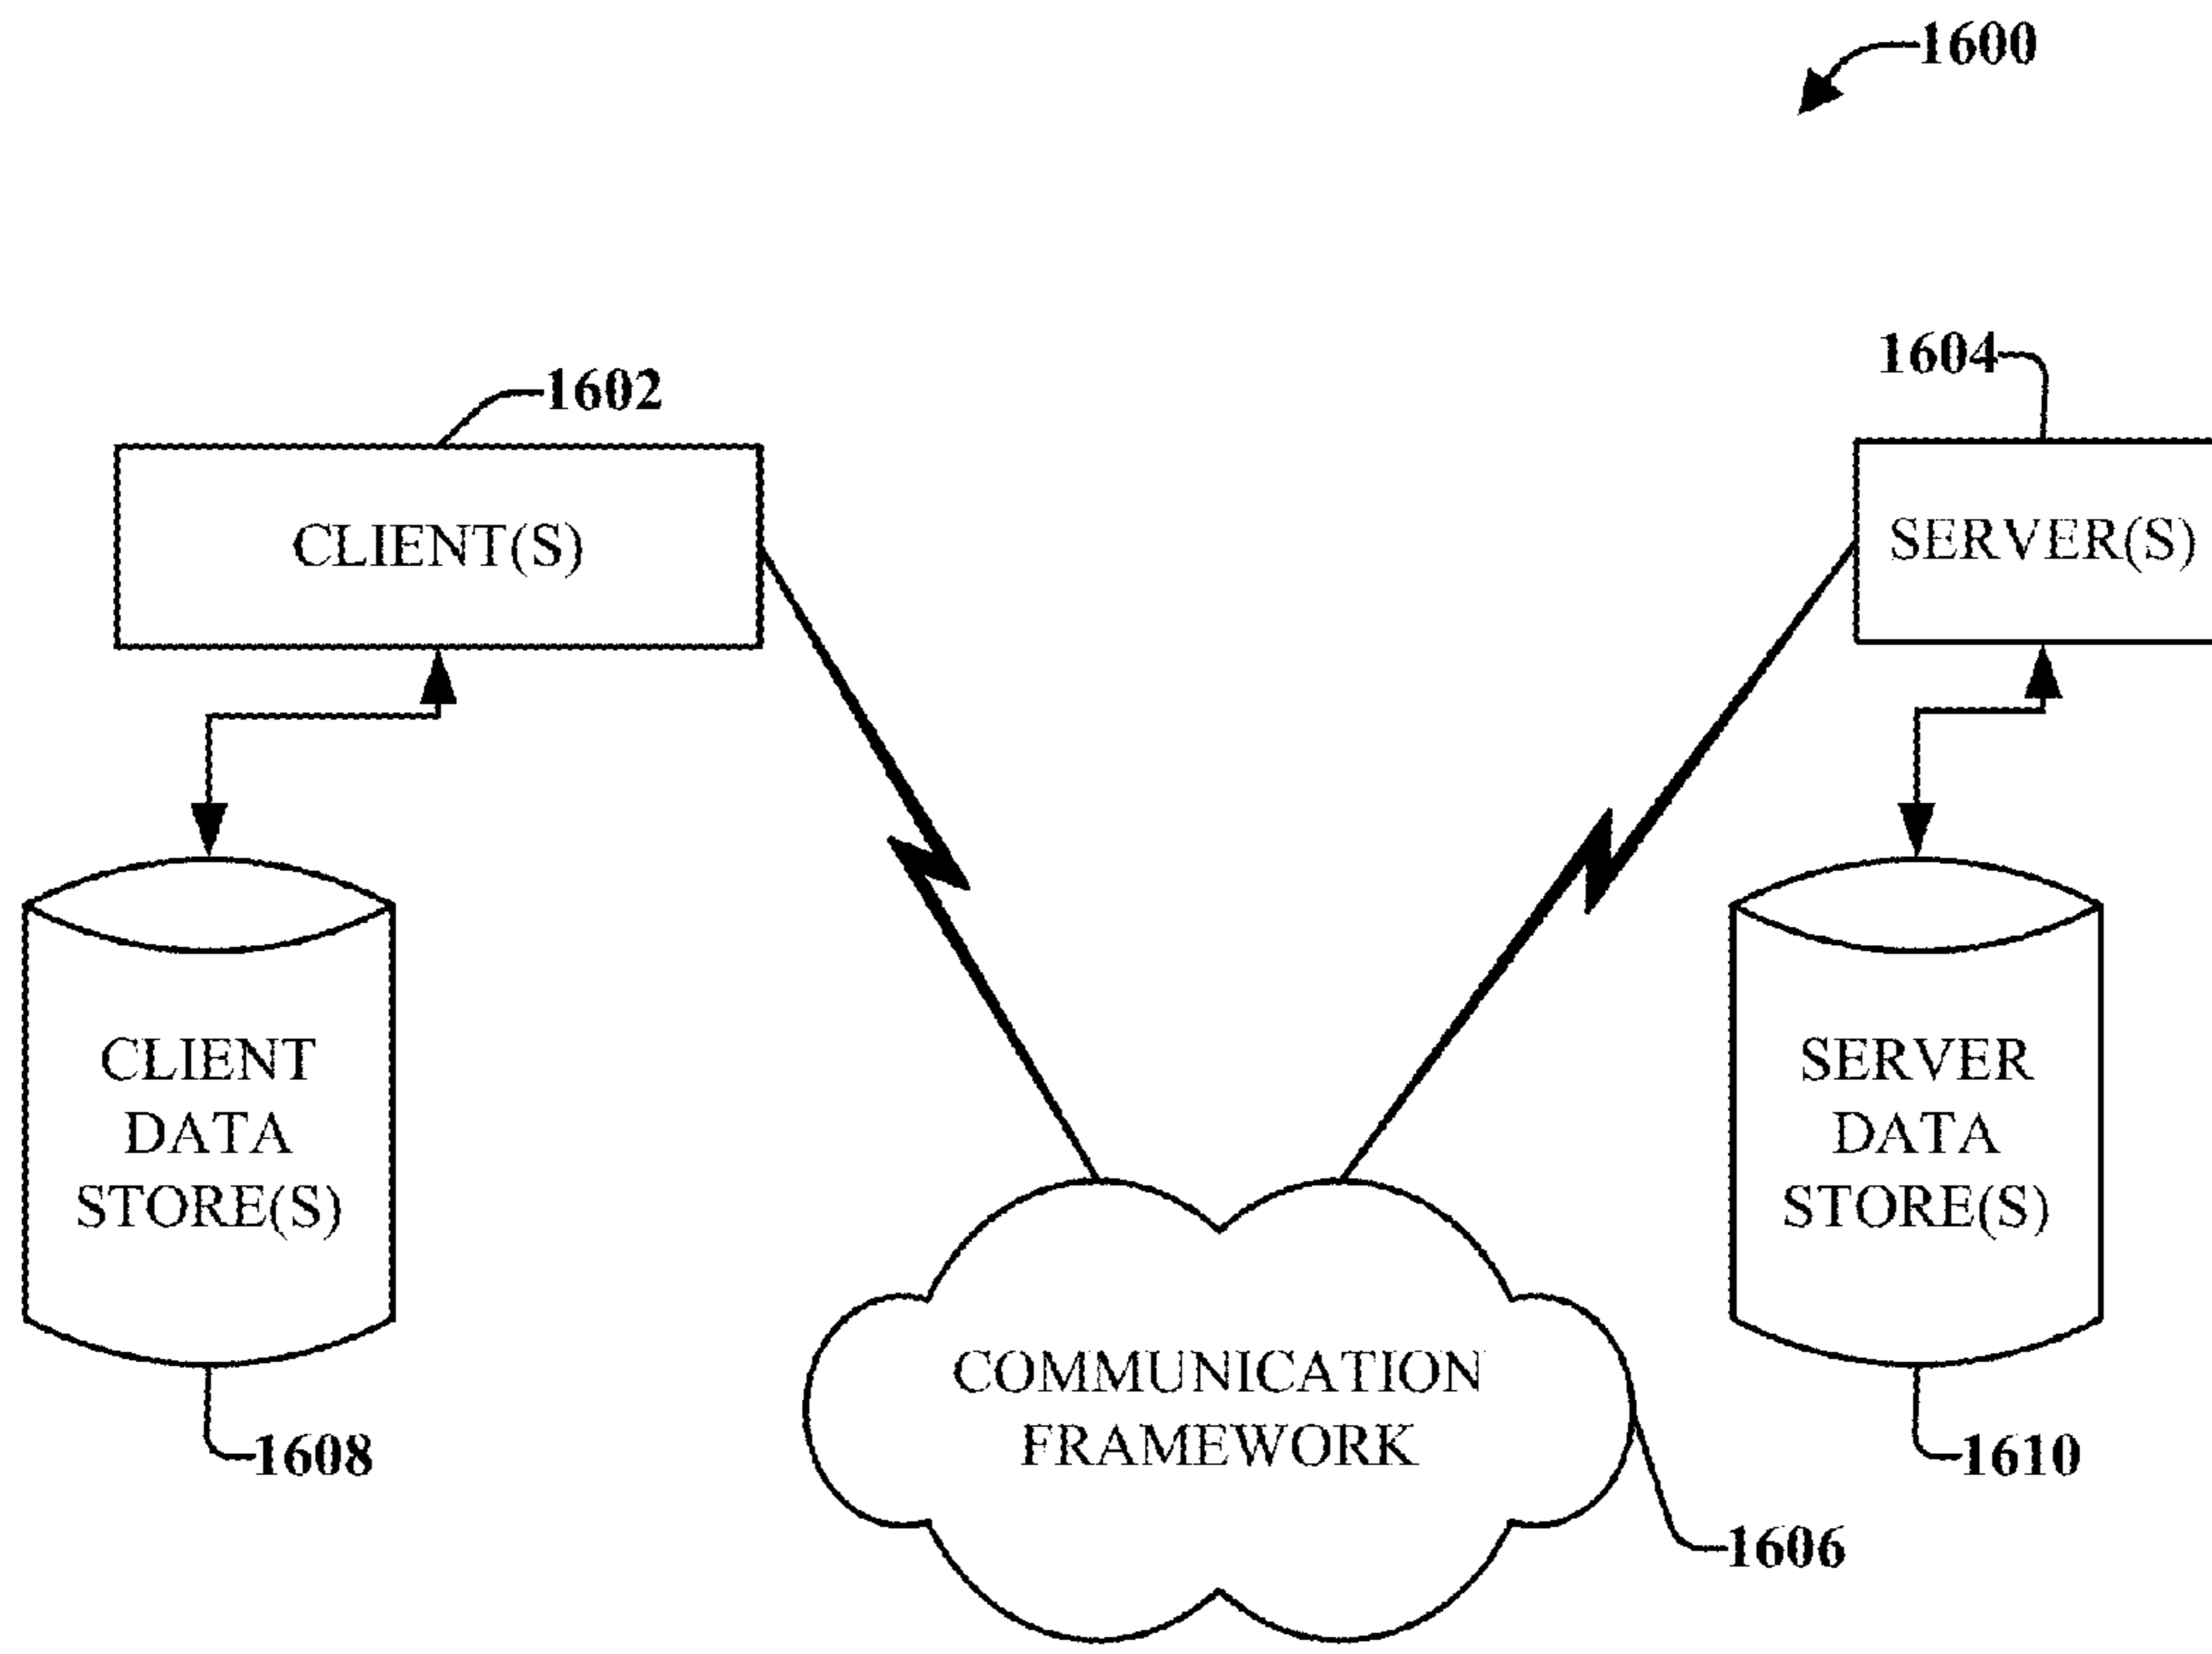 1600
1602
1604
CLIENT(S)
SERVER(S)
CLIENT
DATA
STORE(S)
SERVER
DATA
STORE(S)
COMMUNICATION
FRAMEWORK
1608
1610
1606